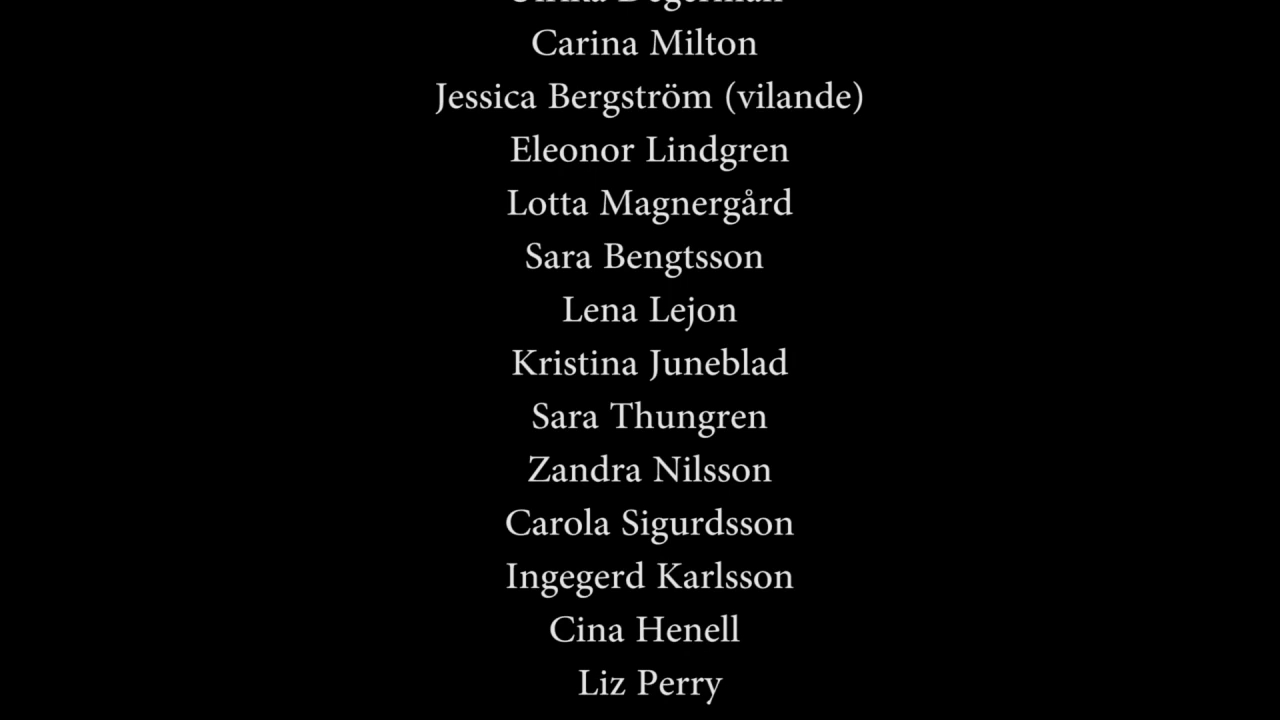 Carina Milton
Jessica Bergström (vilande)
Eleonor Lindgren
Lotta Magnergård
Sara Bengtsson
Lena Lejon
Kristina Juneblad
Sara Thungren
Zandra Nilsson
Carola Sigurdsson
Ingegerd Karlsson
Cina Henell
Liz Perry